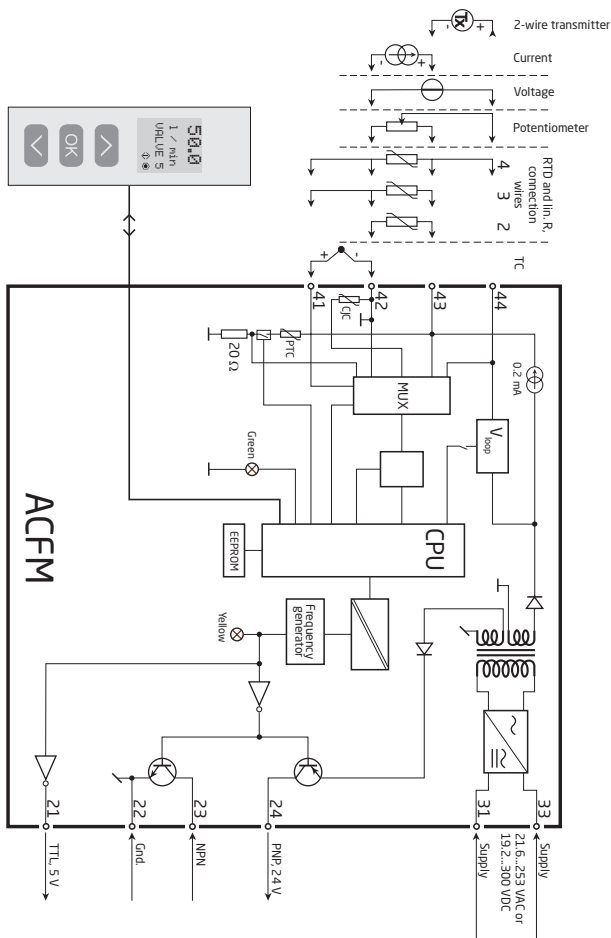 2-wire transmitter
Tx
+
-
Current
+
-
Voltage
Potentiometer
RTD and lin. R,
connection
wires
4
3
2
TC
+
-
50.0
1 / min
VALVE 5
OK
44
43
42
41
CJC
PTC
20 Ω
0.2 mA
MUX
Vloop
Green
CPU
EEPROM
ACFM
Frequency
generator
Yellow
33
31
24
23
22
21
Supply
21.6...253 VAC or
19.2...300 VDC
Supply
PNP, 24 V
NPN
Gnd.
TTL, 5 V